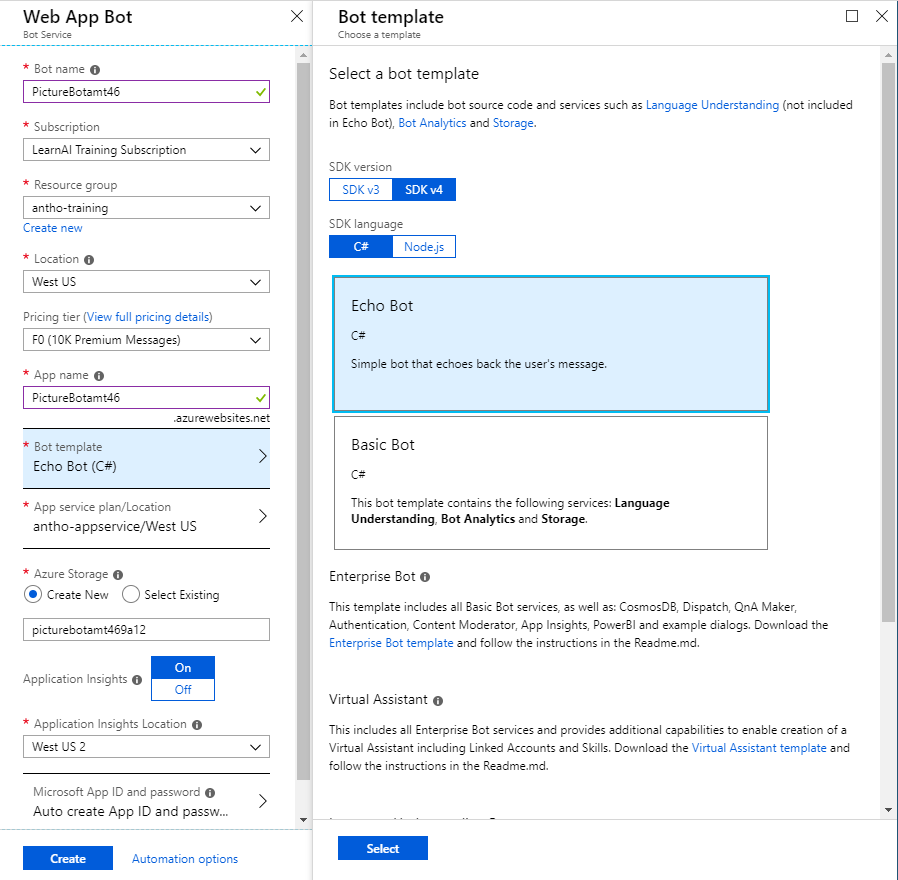 Web App Bot
Bot Service
* Bot name
PictureBotamt46
* Subscription
LearnAI Training Subscription
* Resource group
antho-training
Create new
* Location
West US
Pricing tier (View full pricing details)
F0 (10K Premium Messages)
* App name
PictureBotamt46
.azurewebsites.net
* Bot template
Echo Bot (C#)
* App service plan/Location
antho-appservice/West US
* Azure Storage
Create New
Select Existing
picturebotamt469a12
Application Insights
On
Off
* Application Insights Location
West US 2
Microsoft App ID and password
Auto create App ID and passw...
Create
Automation options
Bot template
Choose a template
Select a bot template
Bot templates include bot source code and services such as Language Understanding (not included
in Echo Bot), Bot Analytics and Storage.
SDK version
SDK v3
SDK v4
SDK language
C#
Node.js
Echo Bot
C#
Simple bot that echoes back the user's message.
Basic Bot
C#
This bot template contains the following services: Language
Understanding, Bot Analytics and Storage.
Enterprise Bot
This template includes all Basic Bot services, as well as: CosmosDB, Dispatch, QnA Maker,
Authentication, Content Moderator, App Insights, PowerBI and example dialogs. Download the
Enterprise Bot template and follow the instructions in the Readme.md.
Virtual Assistant
This includes all Enterprise Bot services and provides additional capabilities to enable creation of a
Virtual Assistant including Linked Accounts and Skills. Download the Virtual Assistant template and
follow the instructions in the Readme.md.
Select